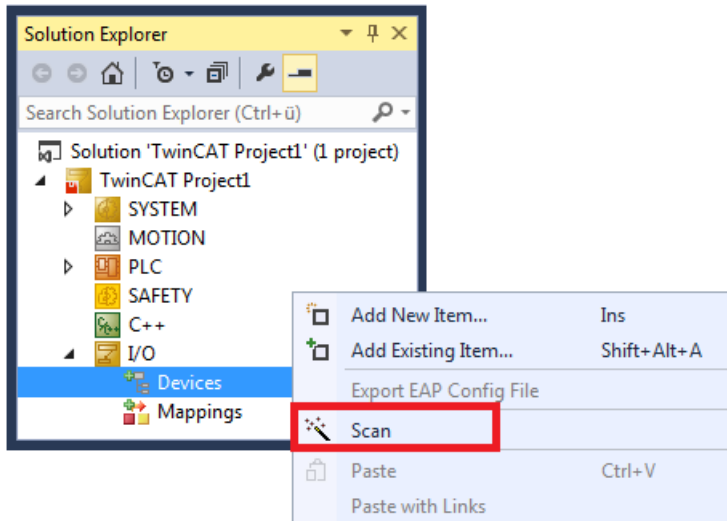 Solution Explorer
Search Solution Explorer (Ctrl+ü)
Solution 'TwinCAT Project1' (1 project)
TwinCAT Project1
SYSTEM
MOTION
PLC
SAFETY
C++
I/O
Devices
Mappings
Add New Item... Ins
Add Existing Item... Shift+Alt+A
Export EAP Config File
Scan
Paste Ctrl+V
Paste with Links